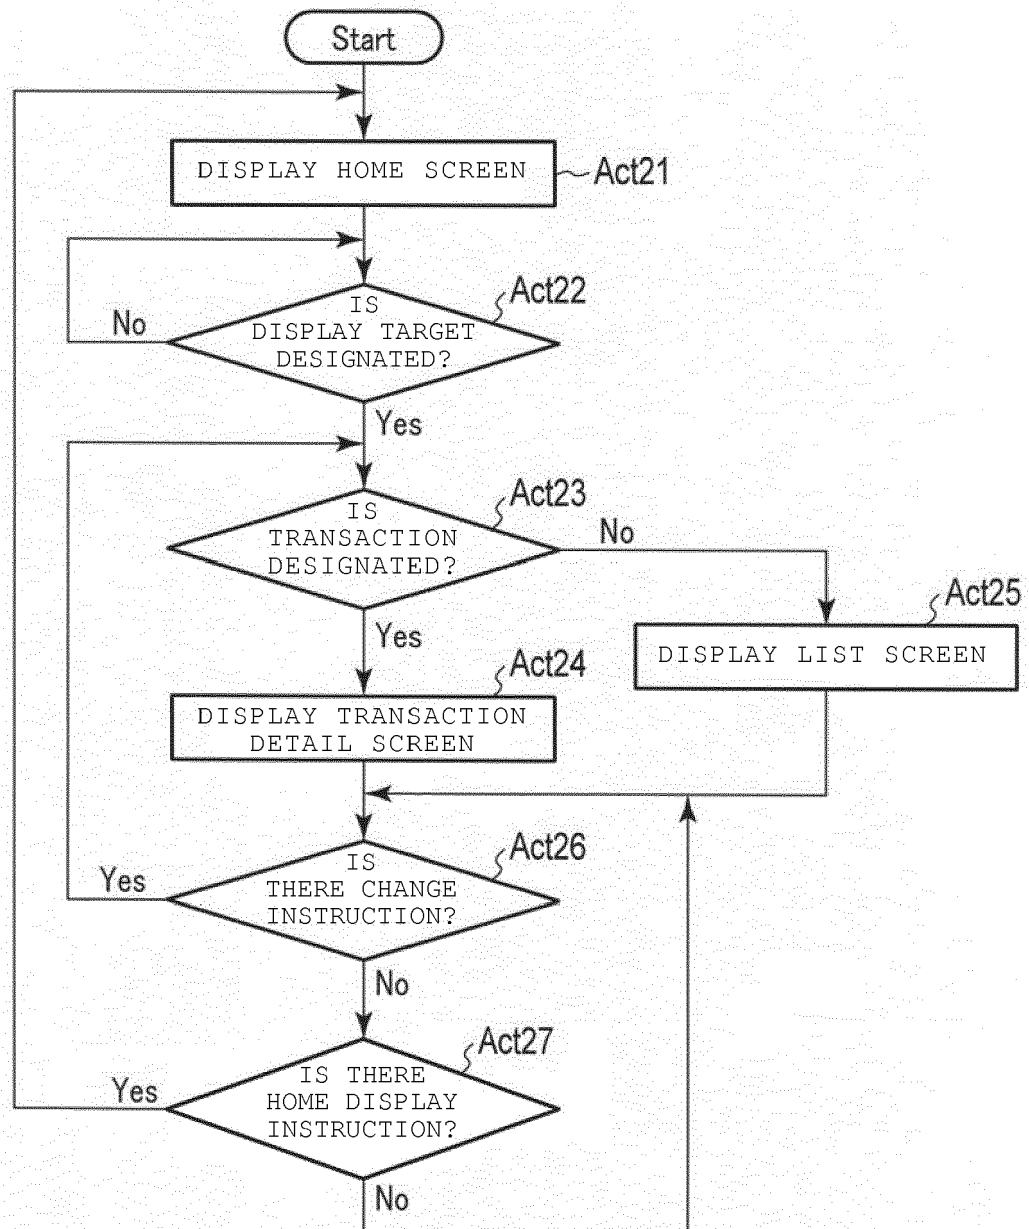 Start
DISPLAY HOME SCREEN
Act21
IS
DISPLAY TARGET
DESIGNATED?
Act22
No
Yes
IS
TRANSACTION
DESIGNATED?
Act23
No
Yes
Act25
DISPLAY LIST SCREEN
Act24
DISPLAY TRANSACTION
DETAIL SCREEN
IS
THERE CHANGE
INSTRUCTION?
Act26
Yes
No
IS THERE
HOME DISPLAY
INSTRUCTION?
Act27
Yes
No